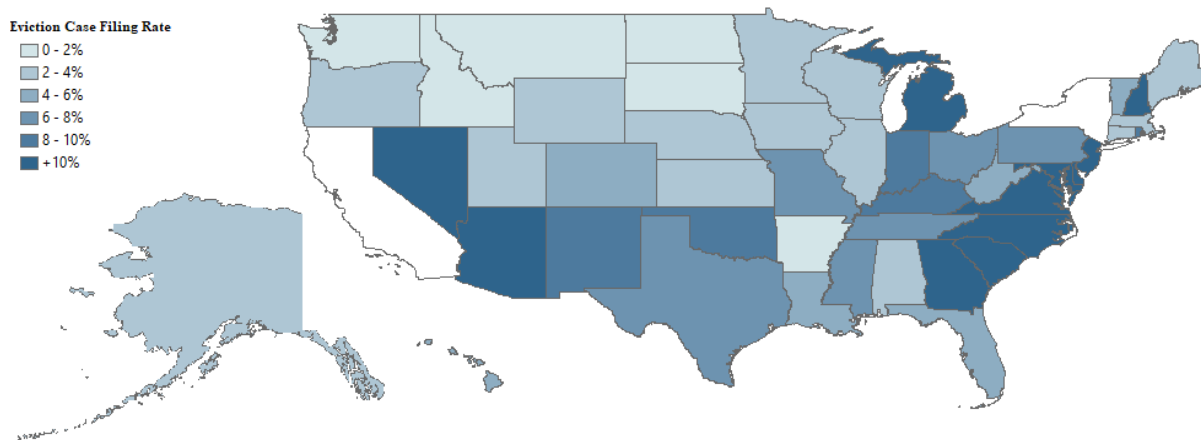 Eviction Case Filing Rate
0 - 2%
2 - 4%
4 - 6%
6 - 8%
8 - 10%
+10%